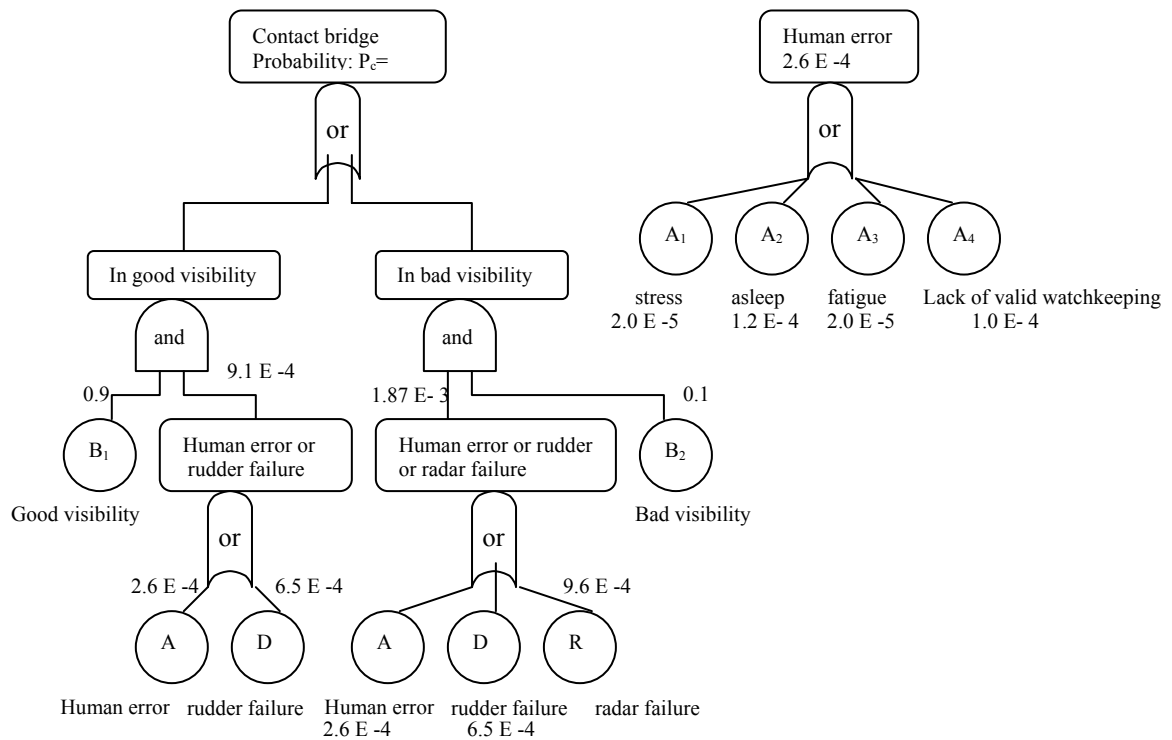 Contact bridge
Probability: Pc=
or
In good visibility
In bad visibility
and
and
0.9
9.1 E -4
1.87 E- 3
0.1
B1
Human error or
rudder failure
Human error or rudder
or radar failure
B2
Good visibility
Bad visibility
or
or
2.6 E -4
6.5 E -4
9.6 E -4
A
D
A
D
R
Human error
rudder failure
Human error
2.6 E -4
rudder failure
6.5 E -4
radar failure
Human error
2.6 E -4
or
A1
A2
A3
A4
stress
2.0 E -5
asleep
1.2 E- 4
fatigue
2.0 E -5
Lack of valid watchkeeping
1.0 E- 4